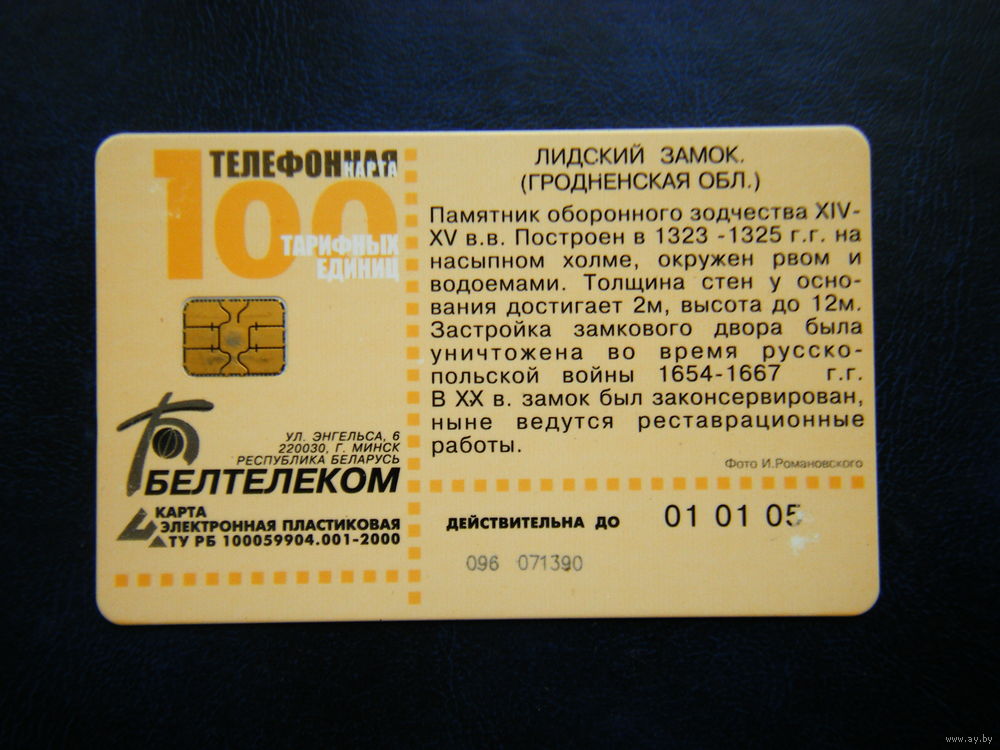 ТЕЛЕФОННАЯ
КАРТА
100
ТАРИФНЫХ
ЕДИНИЦ
УЛ. ЭНГЕЛЬСА, 6
220030, Г. МИНСК
РЕСПУБЛИКА БЕЛАРУСЬ
БЕЛТЕЛЕКОМ
КАРТА
ЭЛЕКТРОННАЯ ПЛАСТИКОВАЯ
ТУ РБ 100059904.001-2000
ЛИДСКИЙ ЗАМОК.
(ГРОДНЕНСКАЯ ОБЛ.)
Памятник оборонного зодчества XIV-
XV в.в. Построен в 1323 -1325 г.г. на
насыпном холме, окружен рвом и
водоемами. Толщина стен у осно-
вания достигает 2м, высота до 12м.
Застройка замкового двора была
уничтожена во время русско-
польской войны 1654-1667 г.г.
В XX в. замок был законсервирован,
ныне ведутся реставрационные
работы.
Фото И.Романовского
ДЕЙСТВИТЕЛЬНА ДО 01 01 05
096 071390
www.ay.by